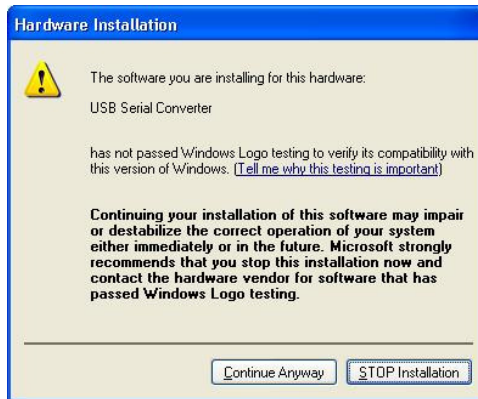 Hardware Installation
The software you are installing for this hardware:
USB Serial Converter
has not passed Windows Logo testing to verify its compatibility with
this version of Windows. (Tell me why this testing is important)
Continuing your installation of this software may impair
or destabilize the correct operation of your system
either immediately or in the future. Microsoft strongly
recommends that you stop this installation now and
contact the hardware vendor for software that has
passed Windows Logo testing.
Continue Anyway STOP Installation